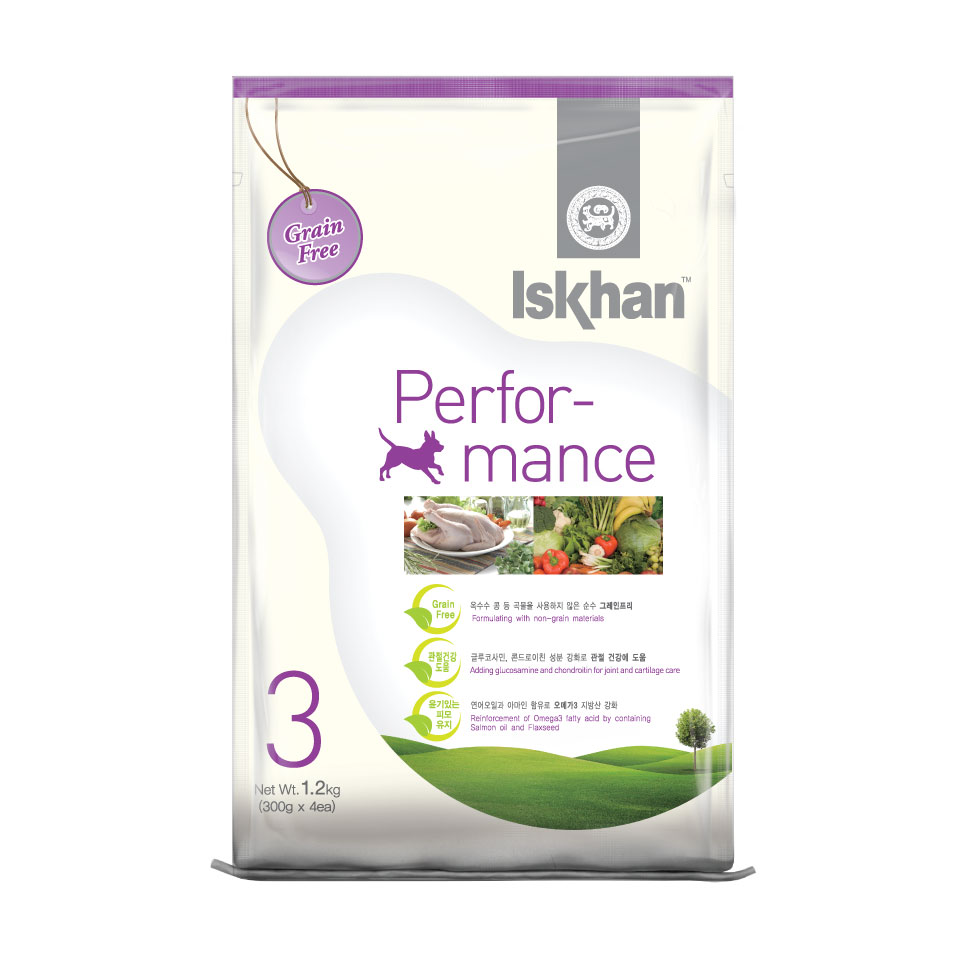 Grain
Free
Iskhan™
Perfor-
mance
Grain
Free
옥수수 콩 등 곡물을 사용하지 않은 순수 그레인프리
Formulating with non-grain materials
관절건강
도움
글루코사민, 콘드로이친 성분 강화로 관절 건강에 도움
Adding glucosamine and chondroitin for joint and cartilage care
윤기있는
피모
유지
연어오일과 아마인 함유로 오메가3 지방산 강화
Reinforcement of Omega3 fatty acid by containing
Salmon oil and Flaxseed
3
Net Wt. 1.2kg
(300g x 4ea)